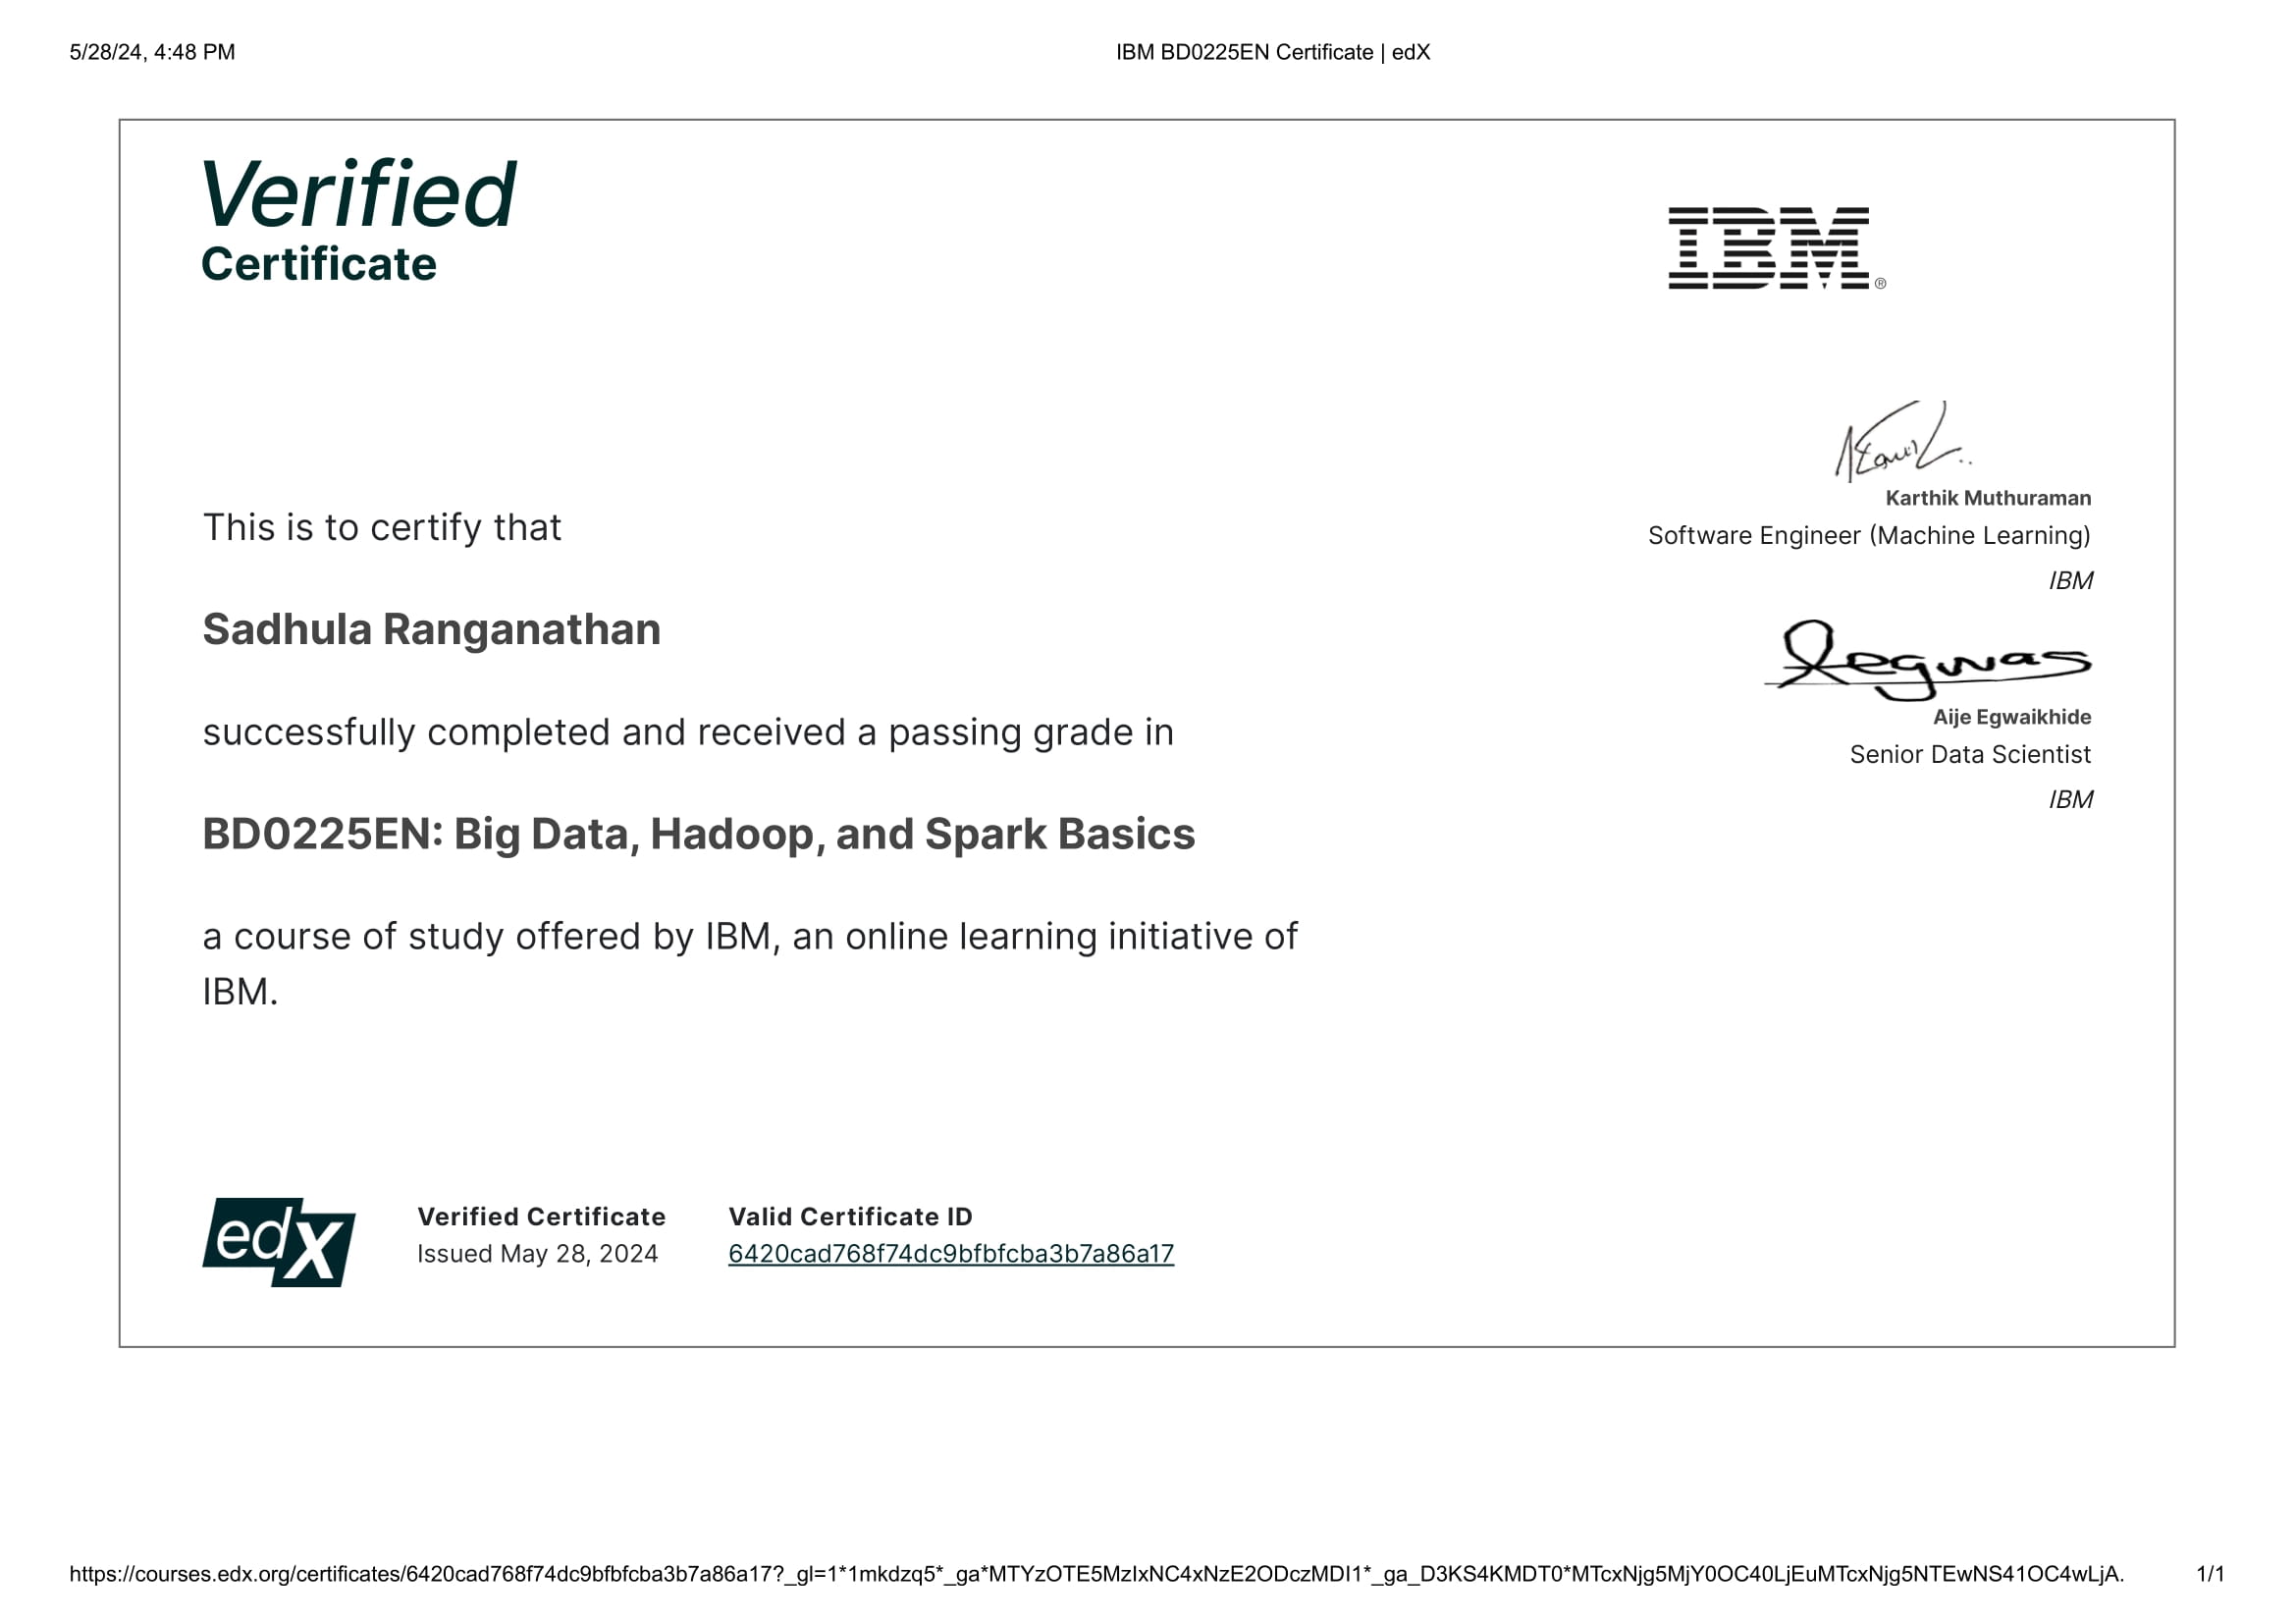 5/28/24, 4:48 PM
IBM BD0225EN Certificate | edX
Verified
Certificate
IBM®
This is to certify that
Sadhula Ranganathan
successfully completed and received a passing grade in
BD0225EN: Big Data, Hadoop, and Spark Basics
a course of study offered by IBM, an online learning initiative of
IBM.
Karthik Muthuraman
Software Engineer (Machine Learning)
IBM
Aije Egwaikhide
Senior Data Scientist
IBM
edX
Verified Certificate
Issued May 28, 2024
Valid Certificate ID
6420cad768f74dc9bfbfcba3b7a86a17
https://courses.edx.org/certificates/6420cad768f74dc9bfbfcba3b7a86a17?_gl=1*1mkdzq5*_ga*MTYzOTE5MzIxNC4xNzE2ODczMDI1*_ga_D3KS4KMDT0*MTcxNjg5MjY0OC40LjEuMTcxNjg5NTEwNS41OC4wLjA.
1/1